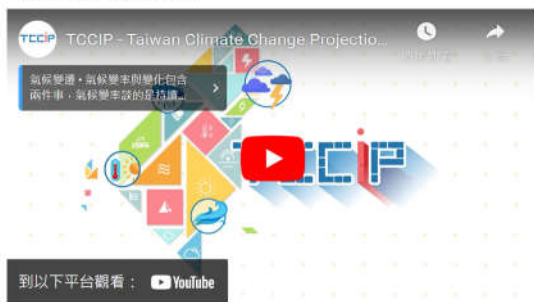 TCCIP
TCCIP - Taiwan Climate Change Projectio...
氣候變遷・氣候變率與變化包含
兩件事，氣候變率談的是持續...
TCCIP
到以下平台觀看： YouTube